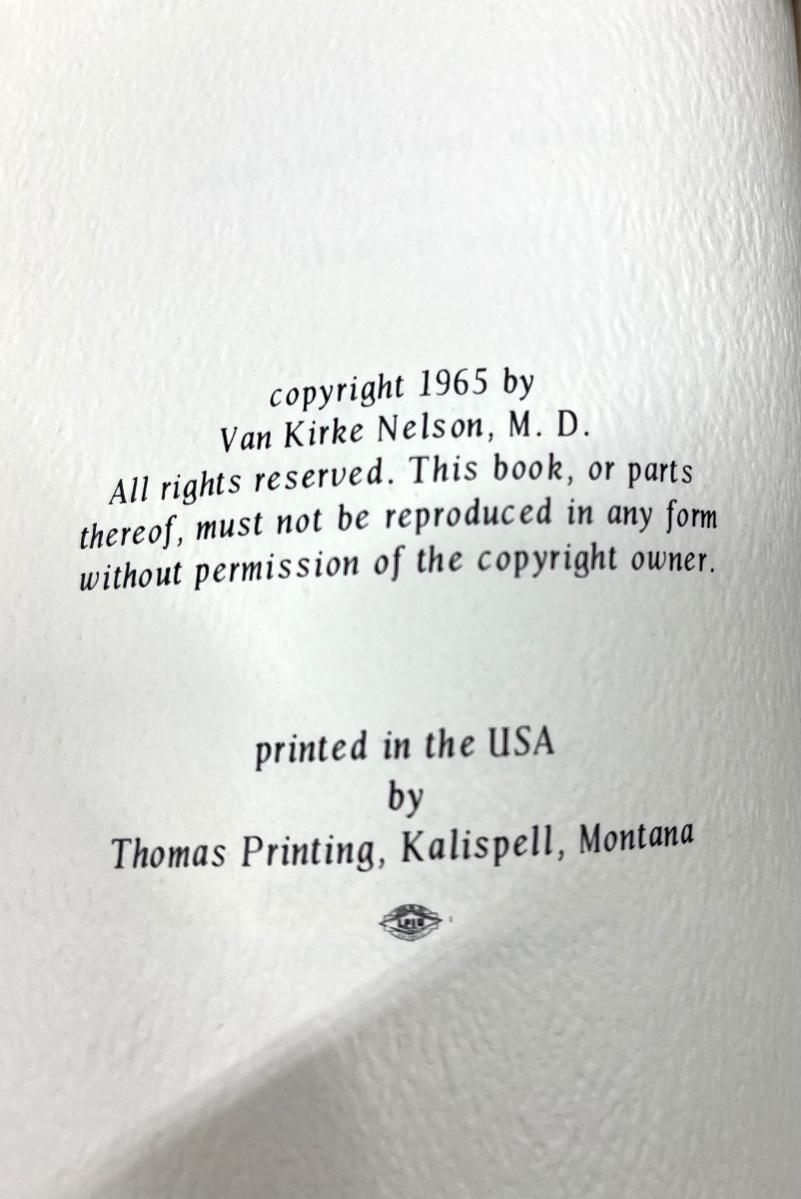 copyright 1965 by
Van Kirke Nelson, M. D.
All rights reserved. This book, or parts
thereof, must not be reproduced in any form
without permission of the copyright owner.
printed in the USA
by
Thomas Printing, Kalispell, Montana